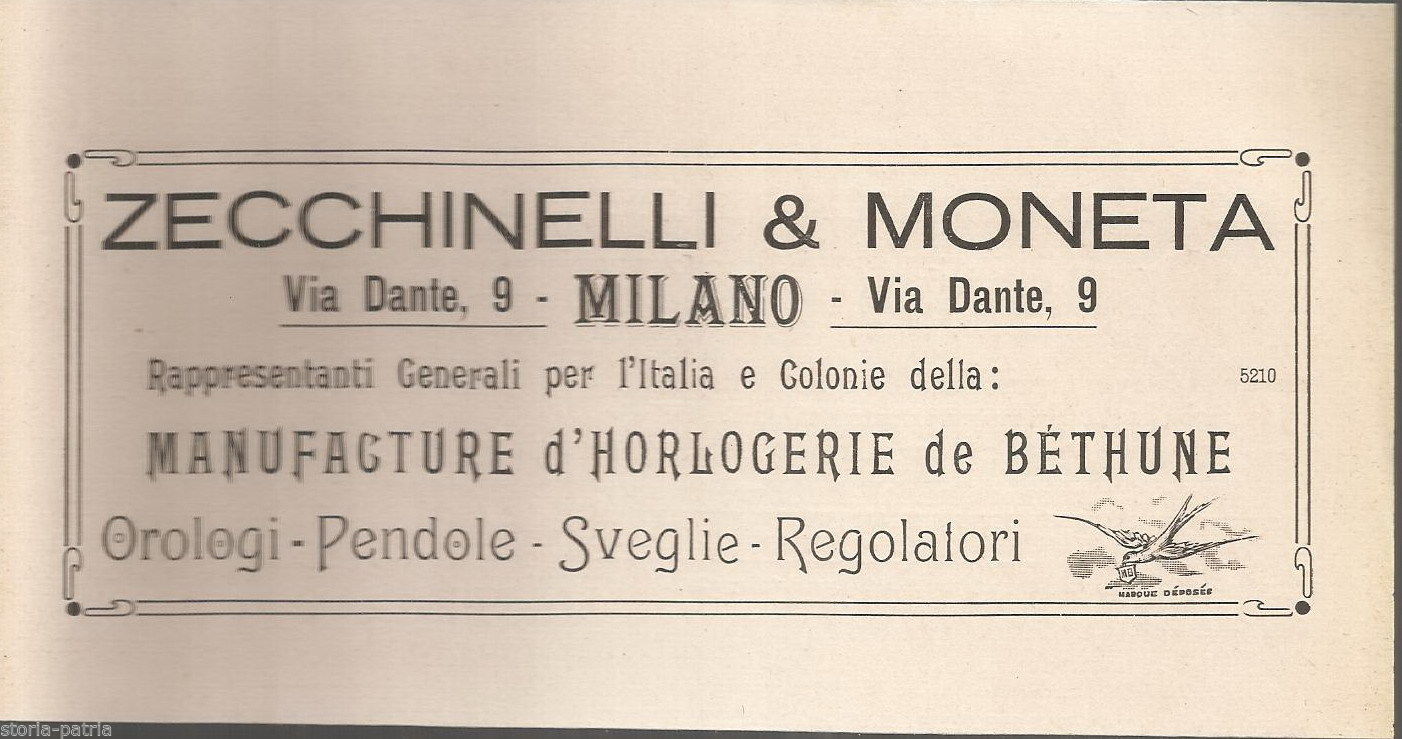 ZECCHINELLI & MONETA
Via Dante, 9 - MILANO - Via Dante, 9
Rappresentanti Generali per l'Italia e Colonie della: 5210
MANUFACTURE d'HORLOGERIE de BÉTHUNE
Orologi - Pendole - Sveglie - Regolatori
HB
MARQUE DÉPOSÉE
storia-patria